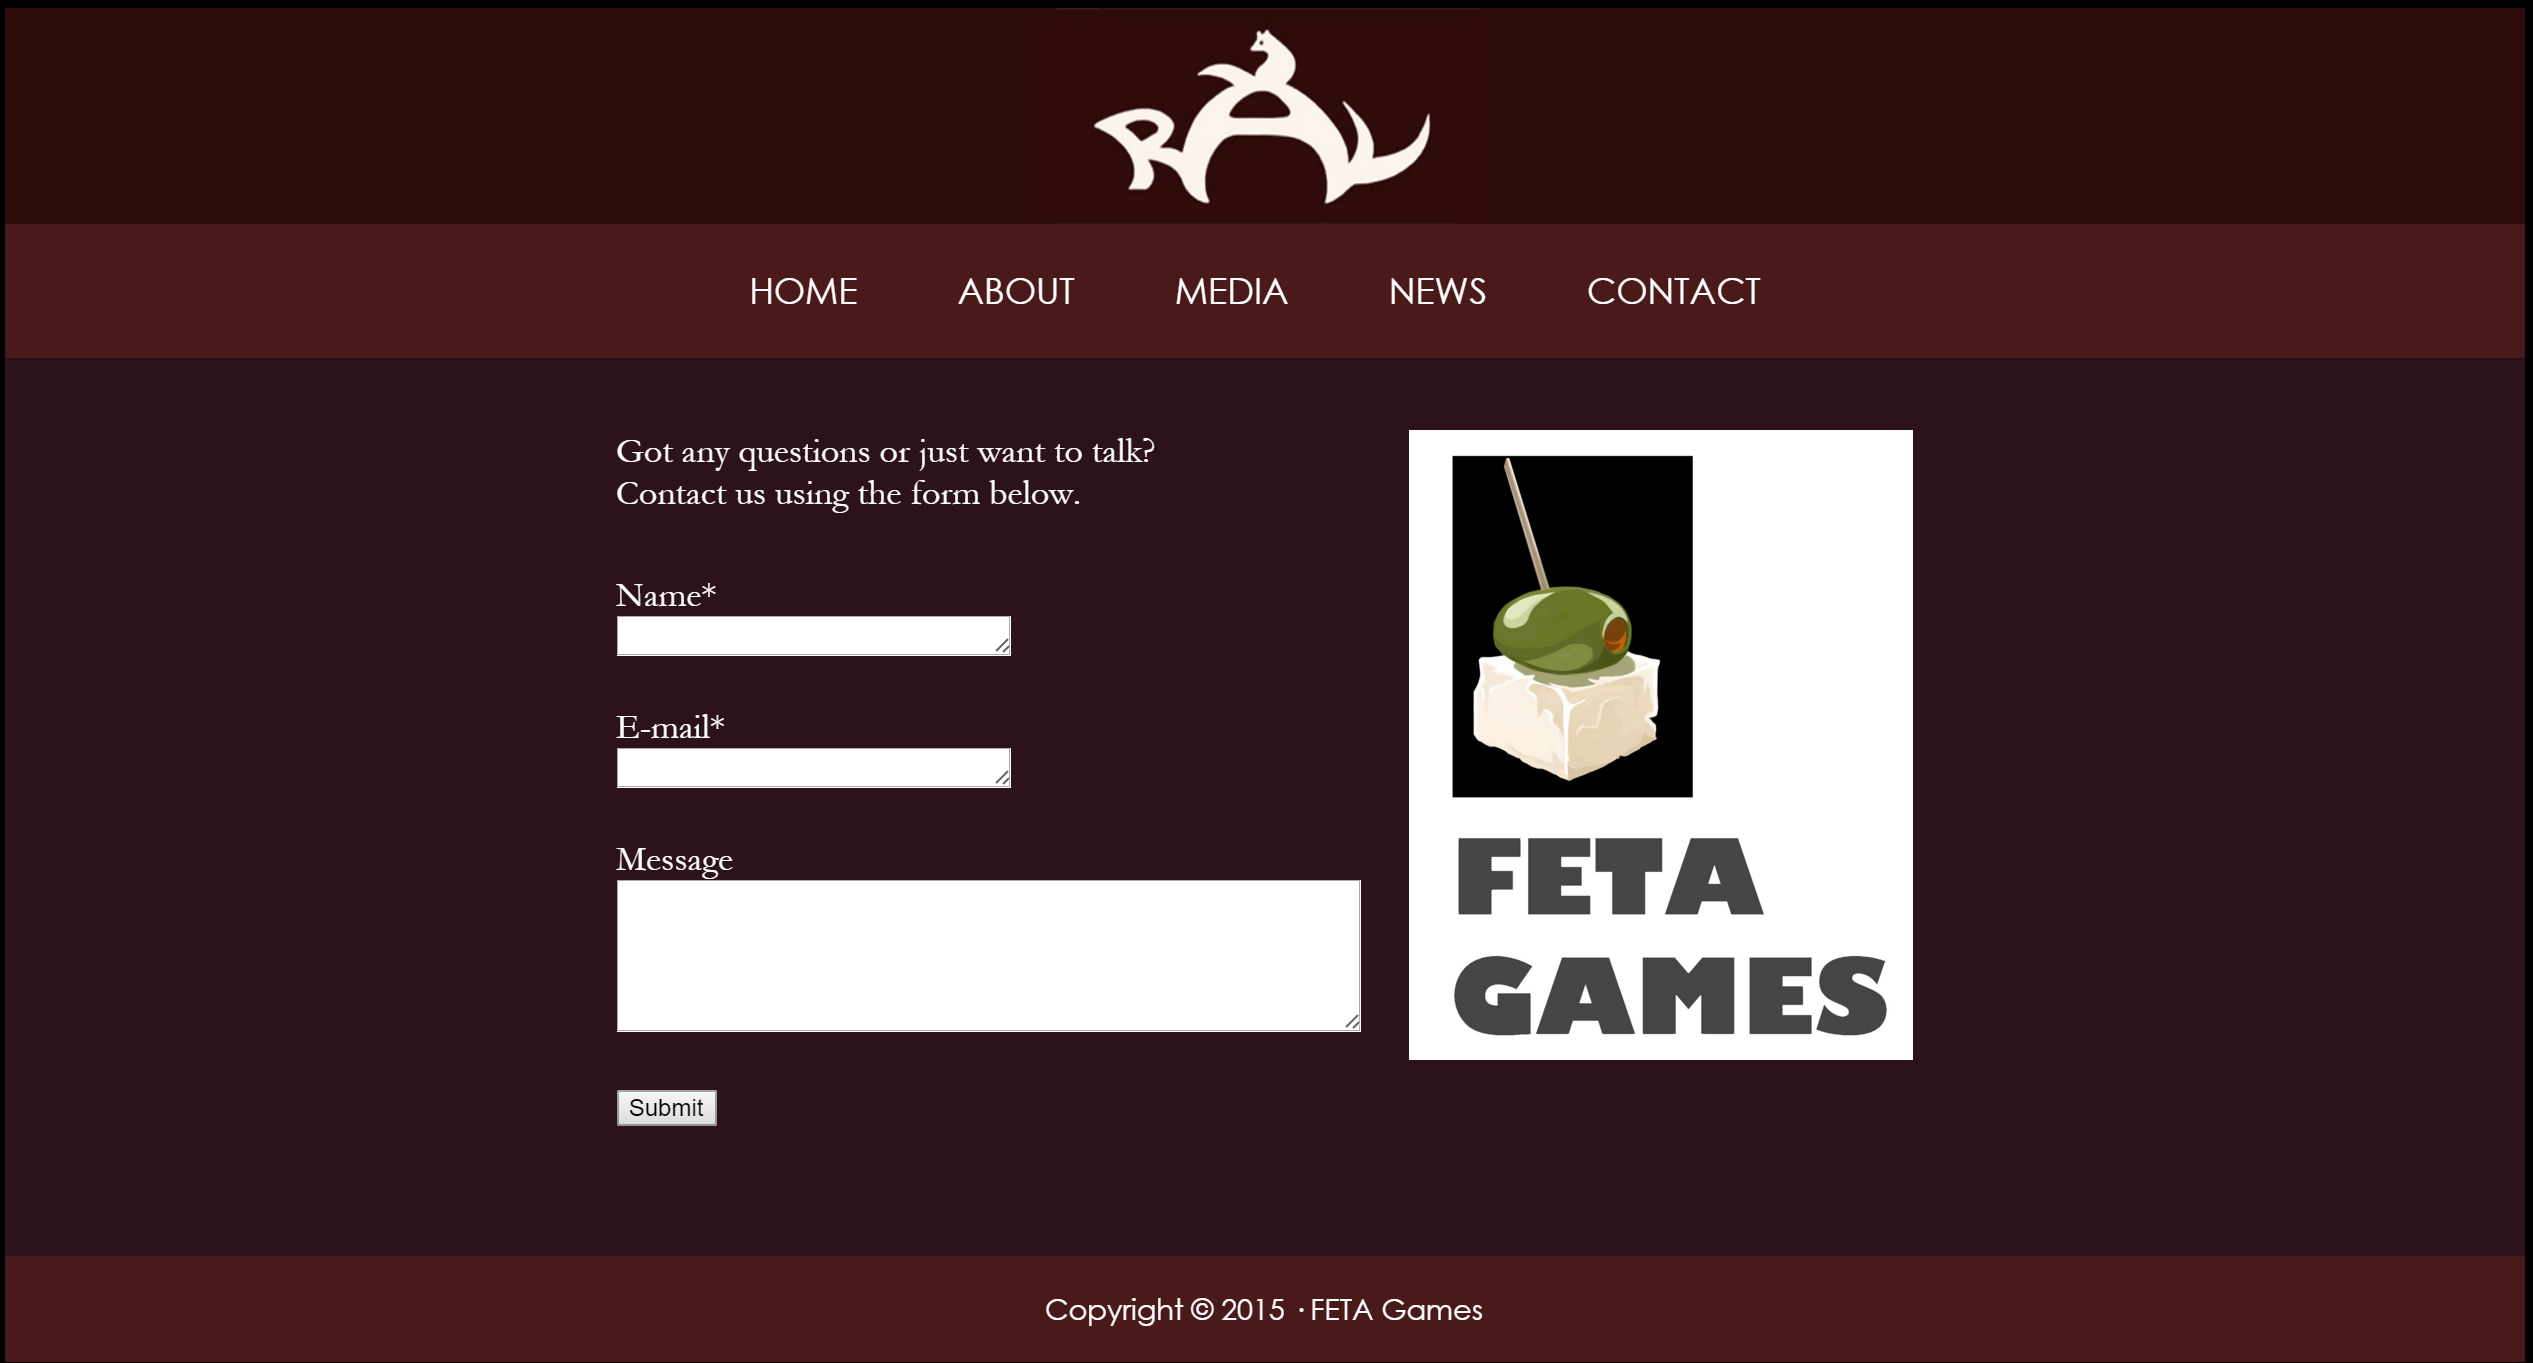 RÄV
HOME ABOUT MEDIA NEWS CONTACT
Got any questions or just want to talk?
Contact us using the form below.
Name*
E-mail*
Message
Submit
FETA
GAMES
Copyright © 2015 · FETA Games